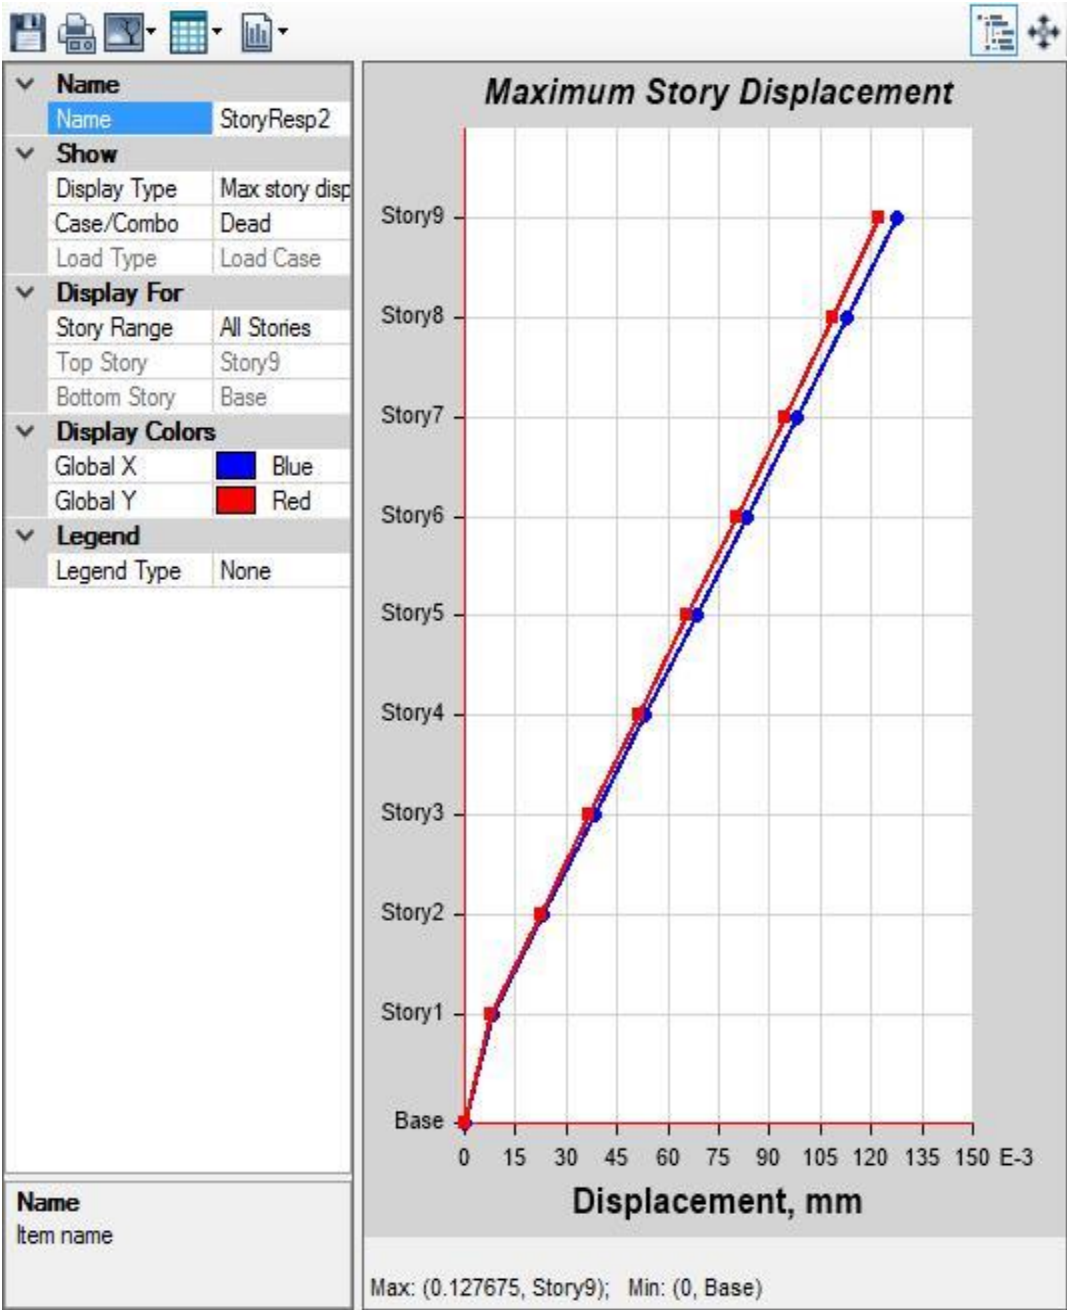 Name
Name StoryResp2
Show
Display Type Max story disp
Case/Combo Dead
Load Type Load Case
Display For
Story Range All Stories
Top Story Story9
Bottom Story Base
Display Colors
Global X Blue
Global Y Red
Legend
Legend Type None
Name
Item name
Maximum Story Displacement
Story9
Story8
Story7
Story6
Story5
Story4
Story3
Story2
Story1
Base
0 15 30 45 60 75 90 105 120 135 150 E-3
Displacement, mm
Max: (0.127675, Story9); Min: (0, Base)